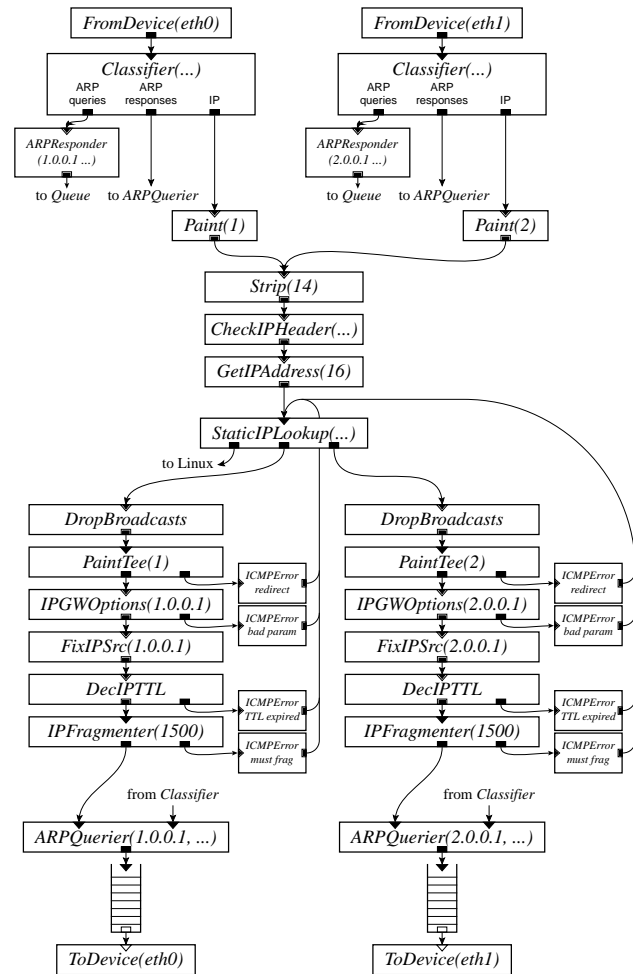 FromDevice(eth0)
FromDevice(eth1)
Classifier(...)
Classifier(...)
ARP
queries
ARP
responses
IP
ARP
queries
ARP
responses
IP
ARPResponder
(1.0.0.1 ...)
ARPResponder
(2.0.0.1 ...)
to Queue
to ARPQuerier
to Queue
to ARPQuerier
Paint(1)
Paint(2)
Strip(14)
CheckIPHeader(...)
GetIPAddress(16)
StaticIPLookup(...)
to Linux
DropBroadcasts
DropBroadcasts
PaintTee(1)
PaintTee(2)
ICMPError
redirect
ICMPError
redirect
IPGWOptions(1.0.0.1)
IPGWOptions(2.0.0.1)
ICMPError
bad param
ICMPError
bad param
FixIPSrc(1.0.0.1)
FixIPSrc(2.0.0.1)
DecIPTTL
DecIPTTL
ICMPError
TTL expired
ICMPError
TTL expired
IPFragmenter(1500)
IPFragmenter(1500)
ICMPError
must frag
ICMPError
must frag
from Classifier
from Classifier
ARPQuerier(1.0.0.1, ...)
ARPQuerier(2.0.0.1, ...)
ToDevice(eth0)
ToDevice(eth1)